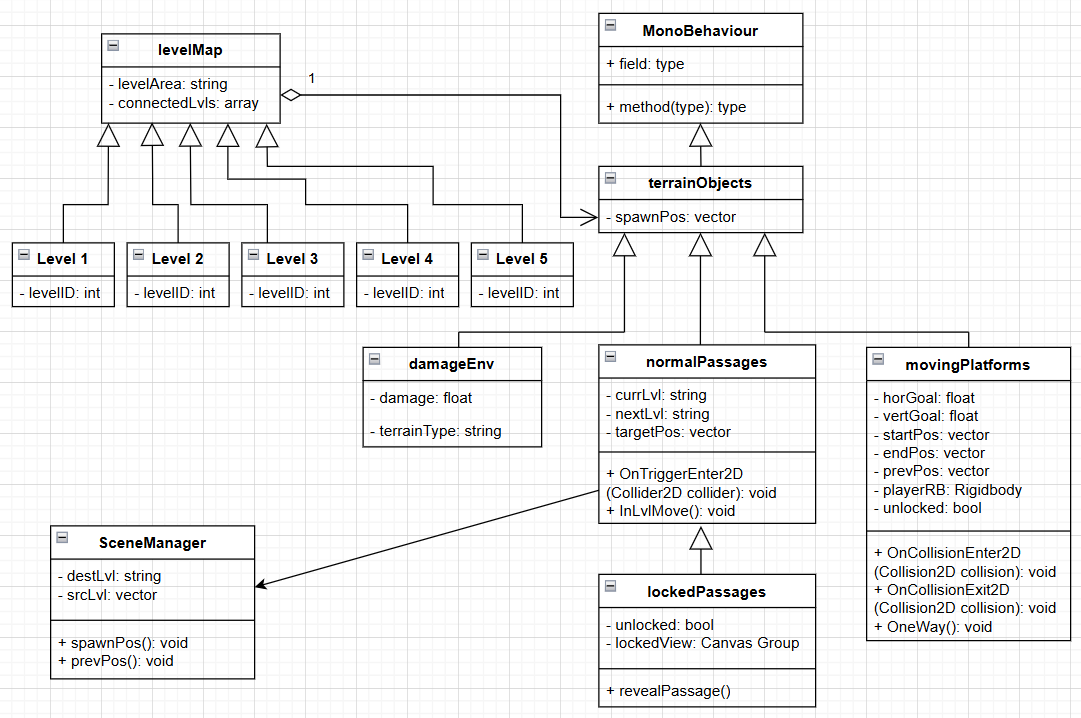 levelMap
- levelArea: string
- connectedLvls: array
1
MonoBehaviour
+ field: type
+ method(type): type
terrainObjects
- spawnPos: vector
Level 1
- levelID: int
Level 2
- levelID: int
Level 3
- levelID: int
Level 4
- levelID: int
Level 5
- levelID: int
damageEnv
- damage: float
- terrainType: string
normalPassages
- currLvl: string
- nextLvl: string
- targetPos: vector
+ OnTriggerEnter2D
(Collider2D collider): void
+ InLvlMove(): void
movingPlatforms
- horGoal: float
- vertGoal: float
- startPos: vector
- endPos: vector
- prevPos: vector
- playerRB: Rigidbody
- unlocked: bool
+ OnCollisionEnter2D
(Collision2D collision): void
+ OnCollisionExit2D
(Collision2D collision): void
+ OneWay(): void
SceneManager
- destLvl: string
- srcLvl: vector
+ spawnPos(): void
+ prevPos(): void
lockedPassages
- unlocked: bool
- lockedView: Canvas Group
+ revealPassage()